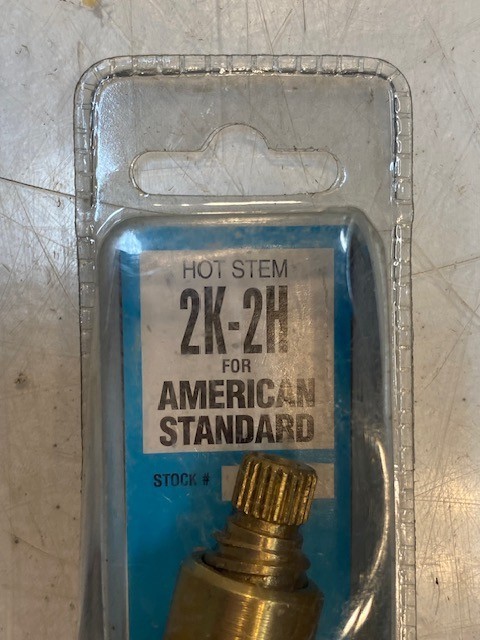 HOT STEM
2K-2H
FOR
AMERICAN
STANDARD
STOCK #